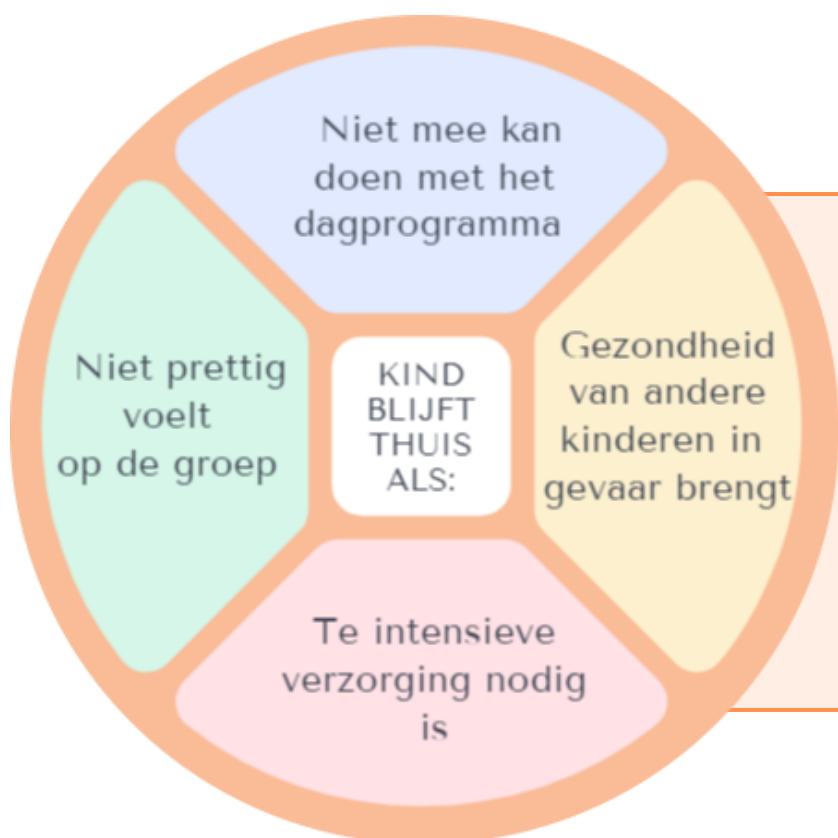 Niet mee kan
doen met het
dagprogramma
Niet prettig
voelt
op de groep
KIND
BLIJFT
THUIS
ALS:
Gezondheid
van andere
kinderen in
gevaar brengt
Te intensieve
verzorging nodig
is